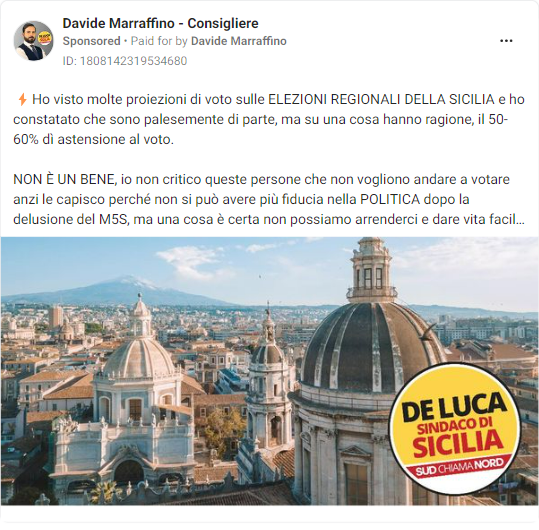 Davide Marraffino - Consigliere
Sponsored • Paid for by Davide Marraffino
ID: 1808142319534680
⚡Ho visto molte proiezioni di voto sulle ELEZIONI REGIONALI DELLA SICILIA e ho
constatato che sono palesemente di parte, ma su una cosa hanno ragione, il 50-
60% dì astensione al voto.
NON È UN BENE, io non critico queste persone che non vogliono andare a votare
anzi le capisco perché non si può avere più fiducia nella POLITICA dopo la
delusione del M5S, ma una cosa è certa non possiamo arrenderci e dare vita facil...
DE LUCA
SINDACO DI
SICILIA
SUD CHIAMA NORD